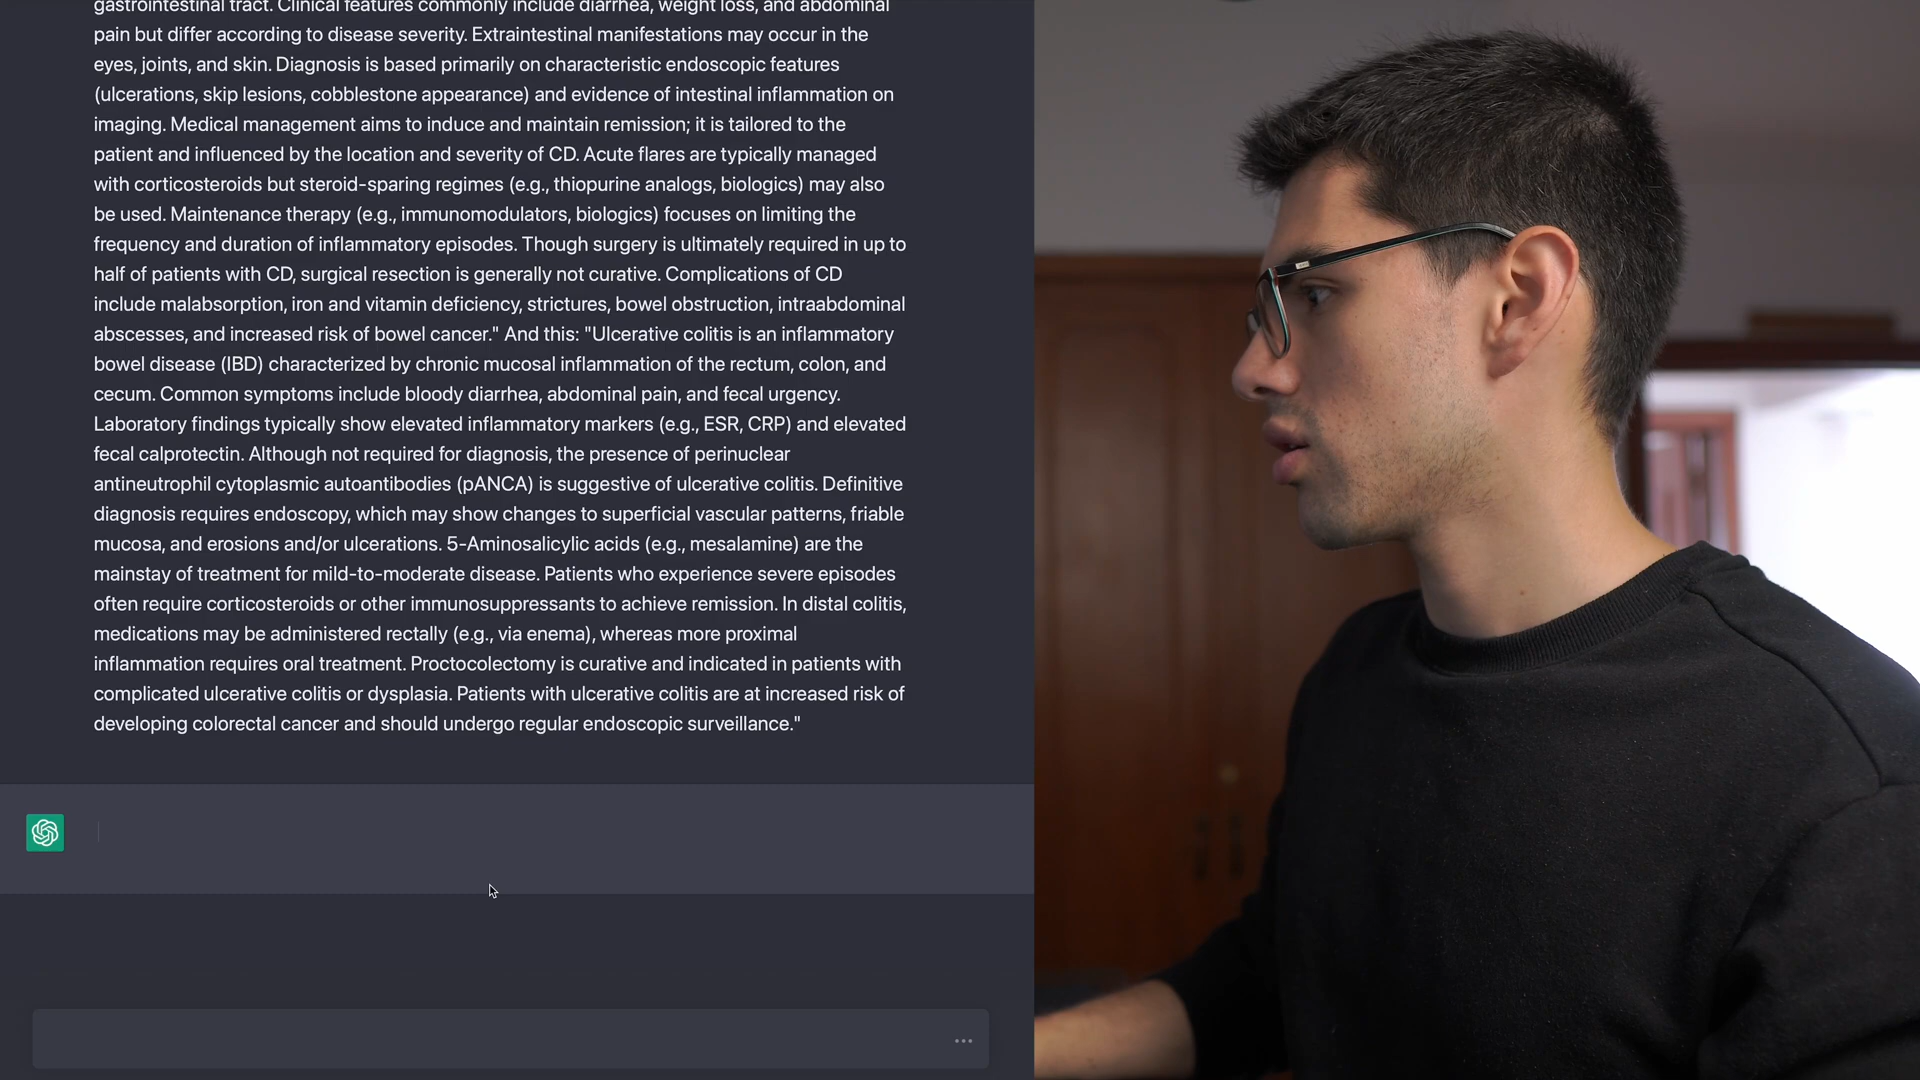 gastrointestinal tract. Clinical features commonly include diarrhea, weight loss, and abdominal
pain but differ according to disease severity. Extraintestinal manifestations may occur in the
eyes, joints, and skin. Diagnosis is based primarily on characteristic endoscopic features
(ulcerations, skip lesions, cobblestone appearance) and evidence of intestinal inflammation on
imaging. Medical management aims to induce and maintain remission; it is tailored to the
patient and influenced by the location and severity of CD. Acute flares are typically managed
with corticosteroids but steroid-sparing regimes (e.g., thiopurine analogs, biologics) may also
be used. Maintenance therapy (e.g., immunomodulators, biologics) focuses on limiting the
frequency and duration of inflammatory episodes. Though surgery is ultimately required in up to
half of patients with CD, surgical resection is generally not curative. Complications of CD
include malabsorption, iron and vitamin deficiency, strictures, bowel obstruction, intraabdominal
abscesses, and increased risk of bowel cancer." And this: "Ulcerative colitis is an inflammatory
bowel disease (IBD) characterized by chronic mucosal inflammation of the rectum, colon, and
cecum. Common symptoms include bloody diarrhea, abdominal pain, and fecal urgency.
Laboratory findings typically show elevated inflammatory markers (e.g., ESR, CRP) and elevated
fecal calprotectin. Although not required for diagnosis, the presence of perinuclear
antineutrophil cytoplasmic autoantibodies (pANCA) is suggestive of ulcerative colitis. Definitive
diagnosis requires endoscopy, which may show changes to superficial vascular patterns, friable
mucosa, and erosions and/or ulcerations. 5-Aminosalicylic acids (e.g., mesalamine) are the
mainstay of treatment for mild-to-moderate disease. Patients who experience severe episodes
often require corticosteroids or other immunosuppressants to achieve remission. In distal colitis,
medications may be administered rectally (e.g., via enema), whereas more proximal
inflammation requires oral treatment. Proctocolectomy is curative and indicated in patients with
complicated ulcerative colitis or dysplasia. Patients with ulcerative colitis are at increased risk of
developing colorectal cancer and should undergo regular endoscopic surveillance."